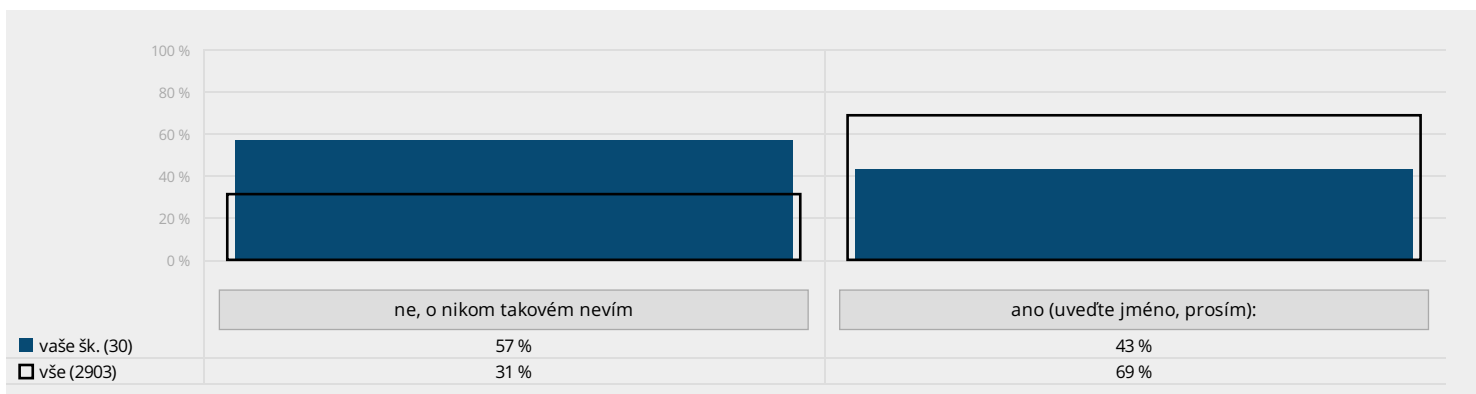 100 %
80 %
60 %
40 %
20 %
0 %
ne, o nikom takovém nevím
ano (uveďte jméno, prosím):
vaše šk. (30) 57 % 43 %
vše (2903) 31 % 69 %